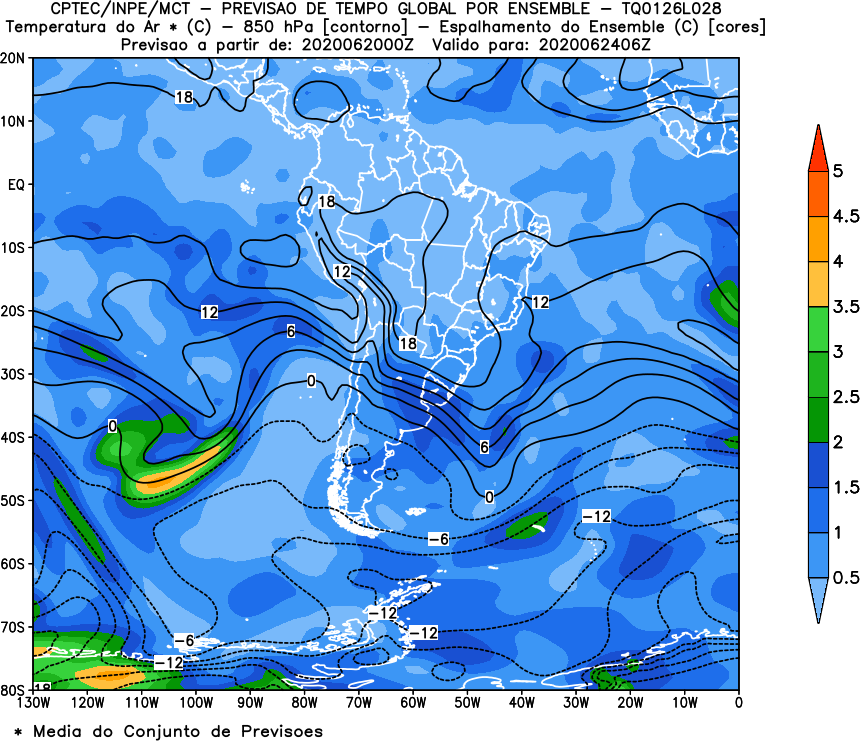 CPTEC/INPE/MCT − PREVISAO DE TEMPO GLOBAL POR ENSEMBLE − TQ0126L028
Temperatura do Ar * (C) − 850 hPa [contorno] − Espalhamento do Ensemble (C) [cores]
Previsao a partir de: 2020062000Z Valido para: 2020062406Z
20N
18
10N
EQ
18
10S
12
12
12
20S
6
18
30S
0
0
40S
6
50S
0
−12
−6
60S
−12
−12
70S
−6
−12
80S
18
130W 120W 110W 100W 90W 80W 70W 60W 50W 40W 30W 20W 10W 0
5
4.5
4
3.5
3
2.5
2
1.5
1
0.5
* Media do Conjunto de Previsoes